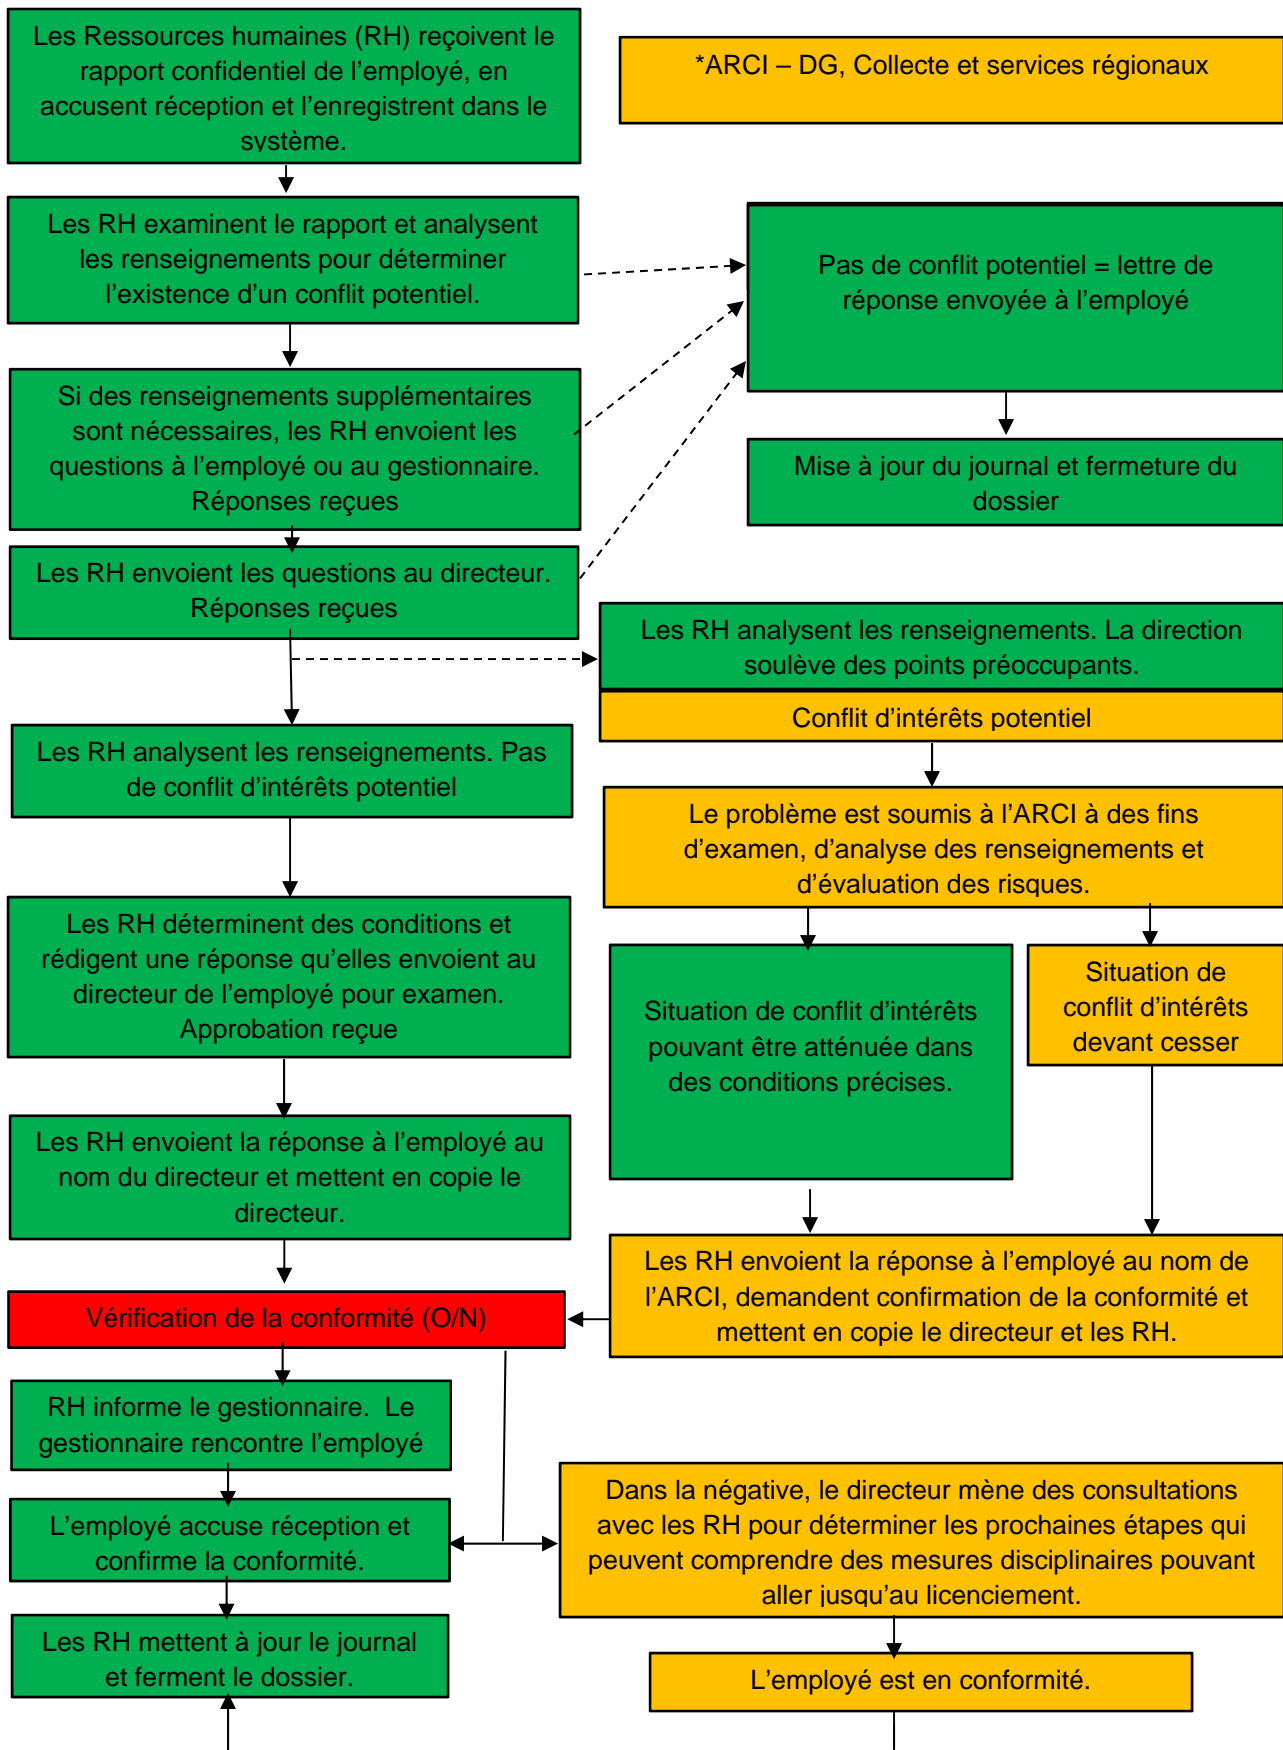 Les Ressources humaines (RH) reçoivent le
rapport confidentiel de l’employé, en
accusent réception et l’enregistrent dans le
système.
*ARCI – DG, Collecte et services régionaux
Les RH examinent le rapport et analysent
les renseignements pour déterminer
l’existence d’un conflit potentiel.
Pas de conflit potentiel = lettre de
réponse envoyée à l’employé
Si des renseignements supplémentaires
sont nécessaires, les RH envoient les
questions à l’employé ou au gestionnaire.
Réponses reçues
Mise à jour du journal et fermeture du
dossier
Les RH envoient les questions au directeur.
Réponses reçues
Les RH analysent les renseignements. La direction
soulève des points préoccupants.
Conflit d’intérêts potentiel
Les RH analysent les renseignements. Pas
de conflit d’intérêts potentiel
Le problème est soumis à l’ARCI à des fins
d’examen, d’analyse des renseignements et
d’évaluation des risques.
Les RH déterminent des conditions et
rédigent une réponse qu’elles envoient au
directeur de l’employé pour examen.
Approbation reçue
Situation de conflit d’intérêts
pouvant être atténuée dans
des conditions précises.
Situation de
conflit d’intérêts
devant cesser
Les RH envoient la réponse à l’employé au
nom du directeur et mettent en copie le
directeur.
Les RH envoient la réponse à l’employé au nom de
l’ARCI, demandent confirmation de la conformité et
mettent en copie le directeur et les RH.
Vérification de la conformité (O/N)
RH informe le gestionnaire.  Le
gestionnaire rencontre l’employé
L’employé accuse réception et
confirme la conformité.
Dans la négative, le directeur mène des consultations
avec les RH pour déterminer les prochaines étapes qui
peuvent comprendre des mesures disciplinaires pouvant
aller jusqu’au licenciement.
Les RH mettent à jour le journal
et ferment le dossier.
L’employé est en conformité.